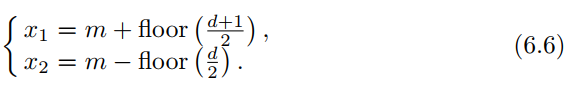 x₁ = m + floor ((d+1)/2) ,
x₂ = m − floor (d/2) .
(6.6)